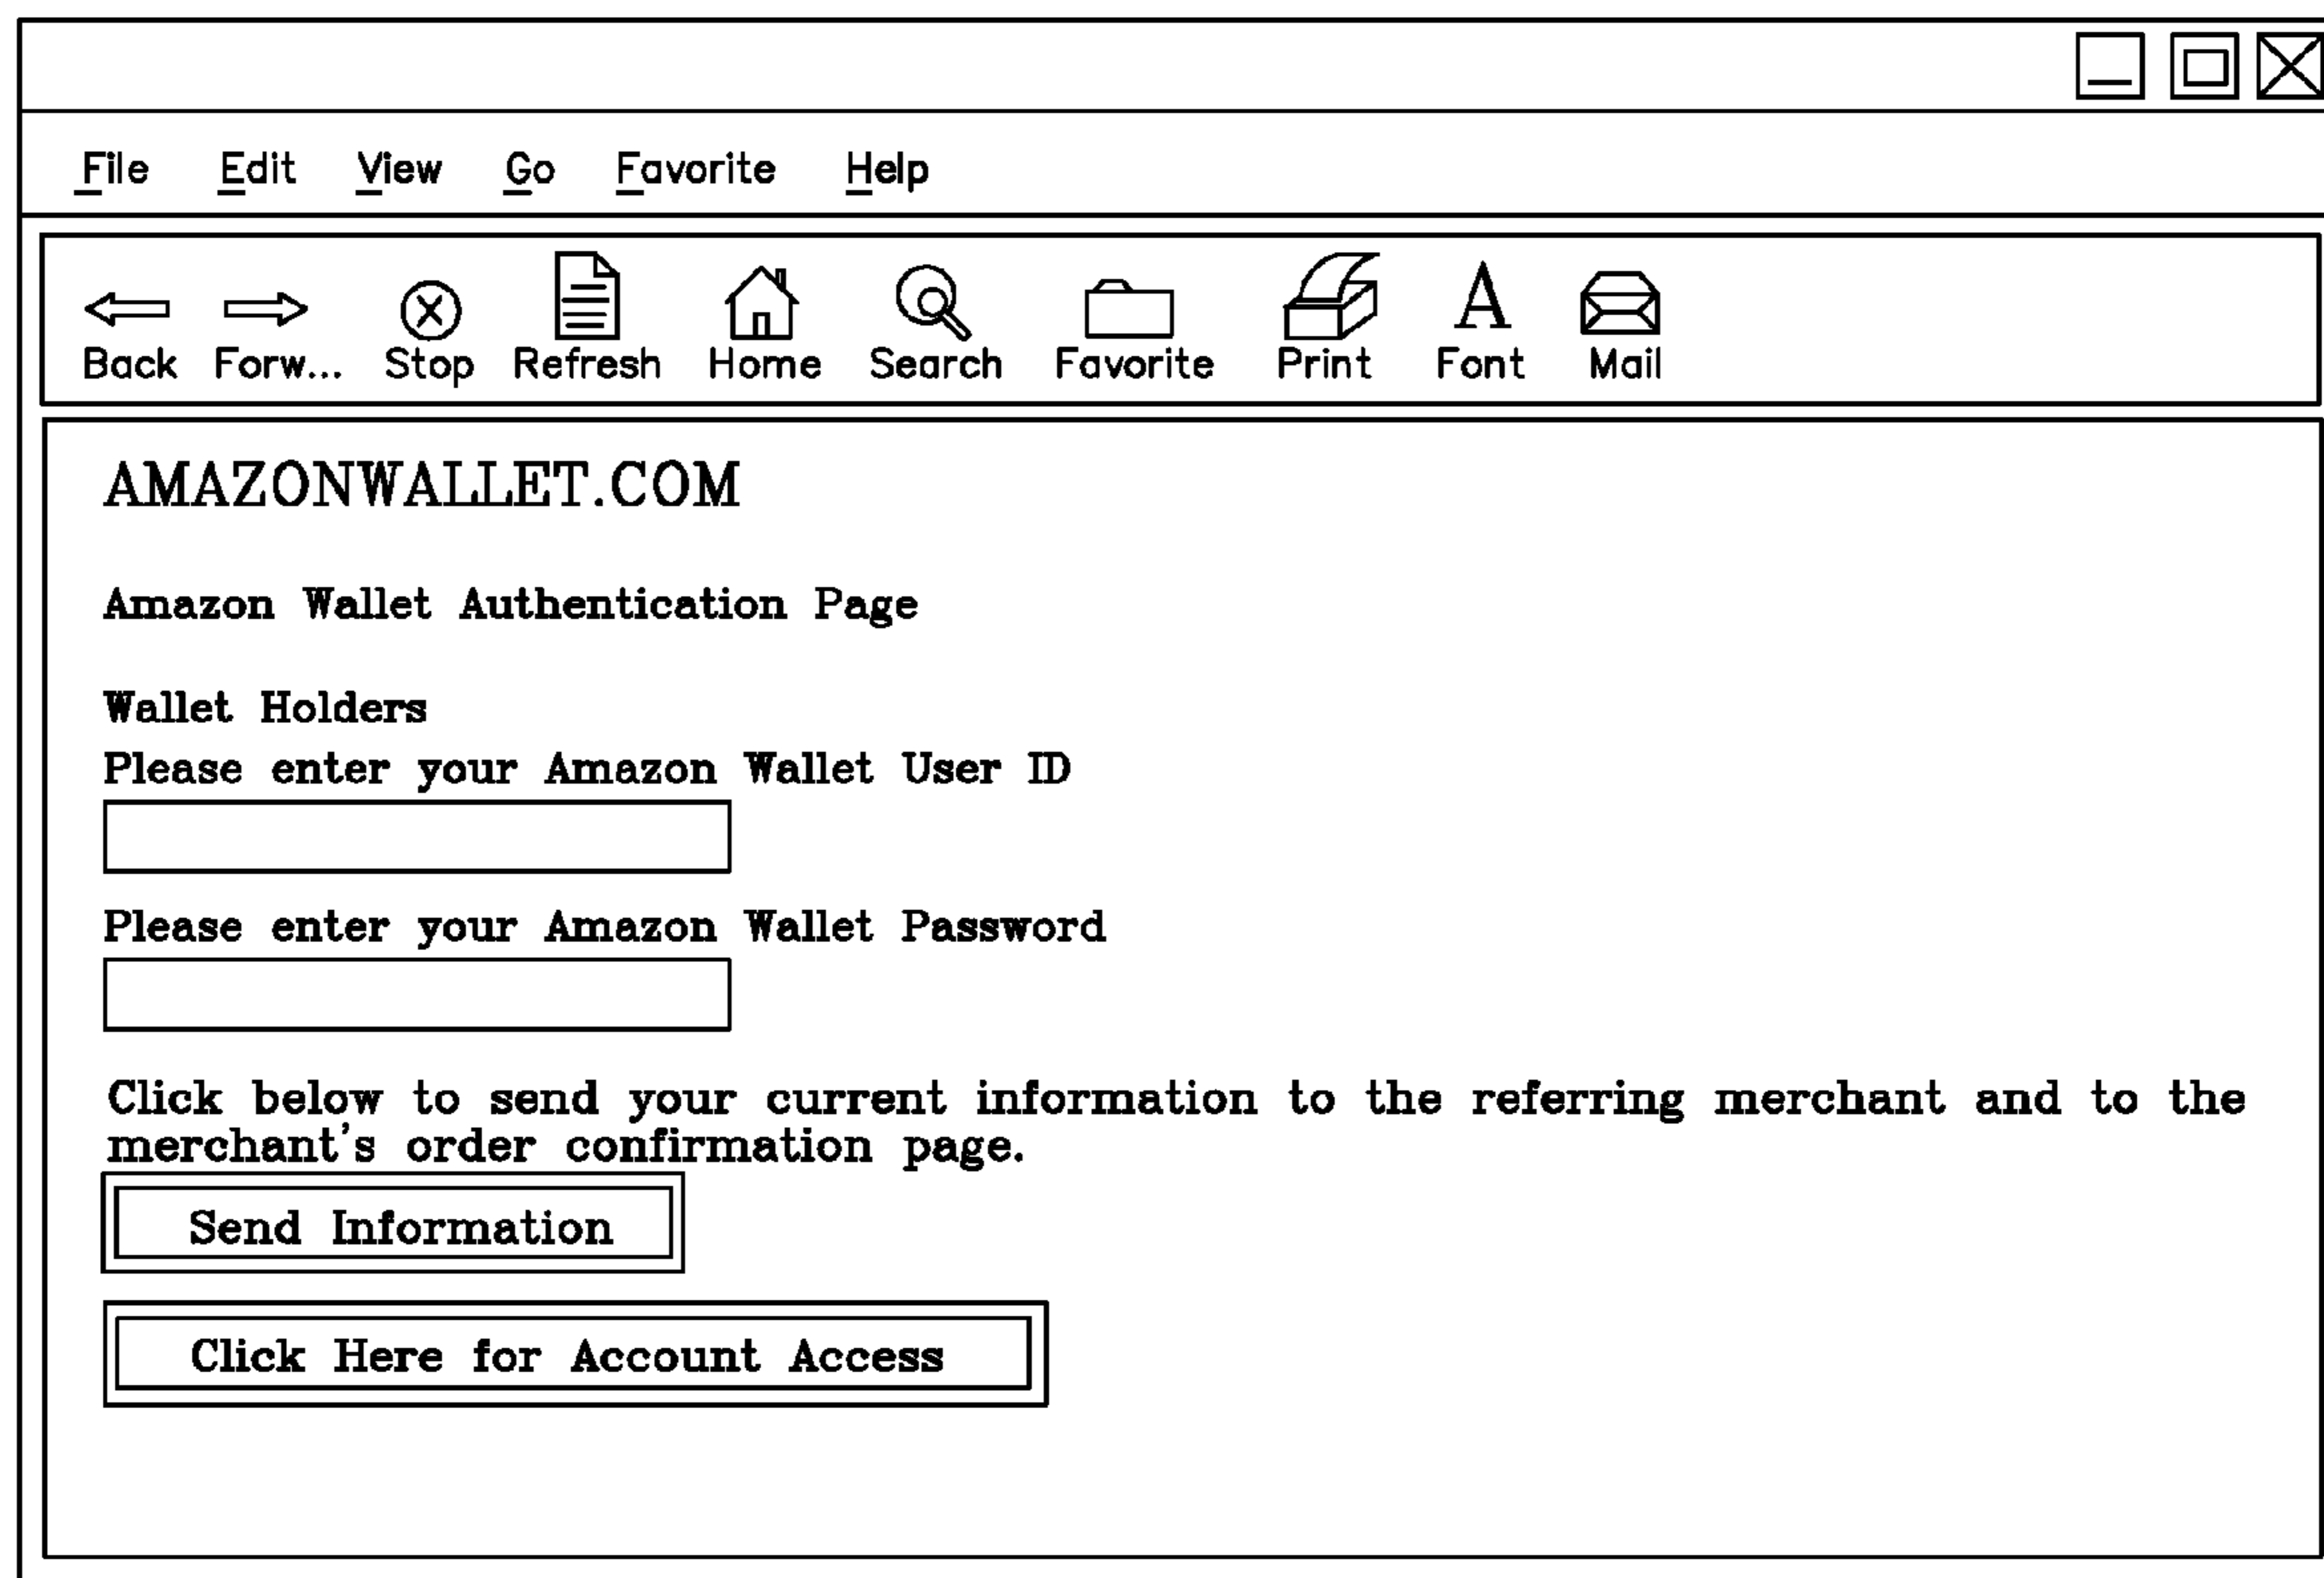 File Edit View Go Favorite Help
Back Forw... Stop Refresh Home Search Favorite Print Font Mail
AMAZONWALLET.COM
Amazon Wallet Authentication Page
Wallet Holders
Please enter your Amazon Wallet User ID
Please enter your Amazon Wallet Password
Click below to send your current information to the referring merchant and to the
merchant's order confirmation page.
Send Information
Click Here for Account Access